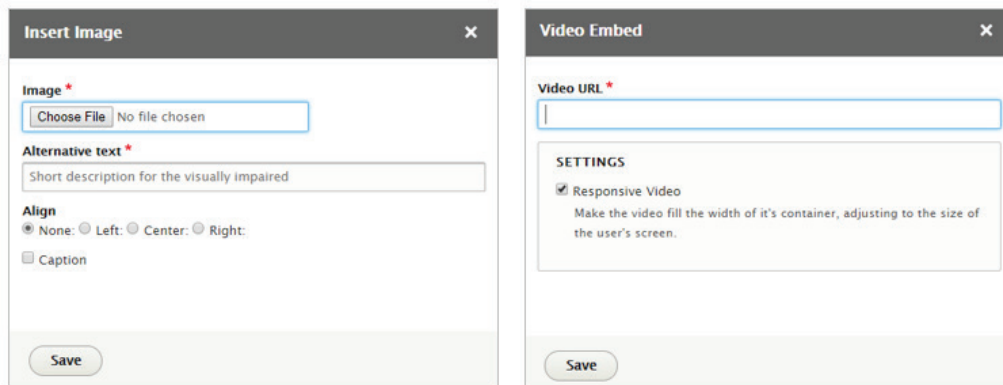 Insert Image
×
Image *
Choose File No file chosen
Alternative text *
Short description for the visually impaired
Align
None: Left: Center: Right:
Caption
Save
Video Embed
×
Video URL *
SETTINGS
Responsive Video
Make the video fill the width of it's container, adjusting to the size of
the user's screen.
Save